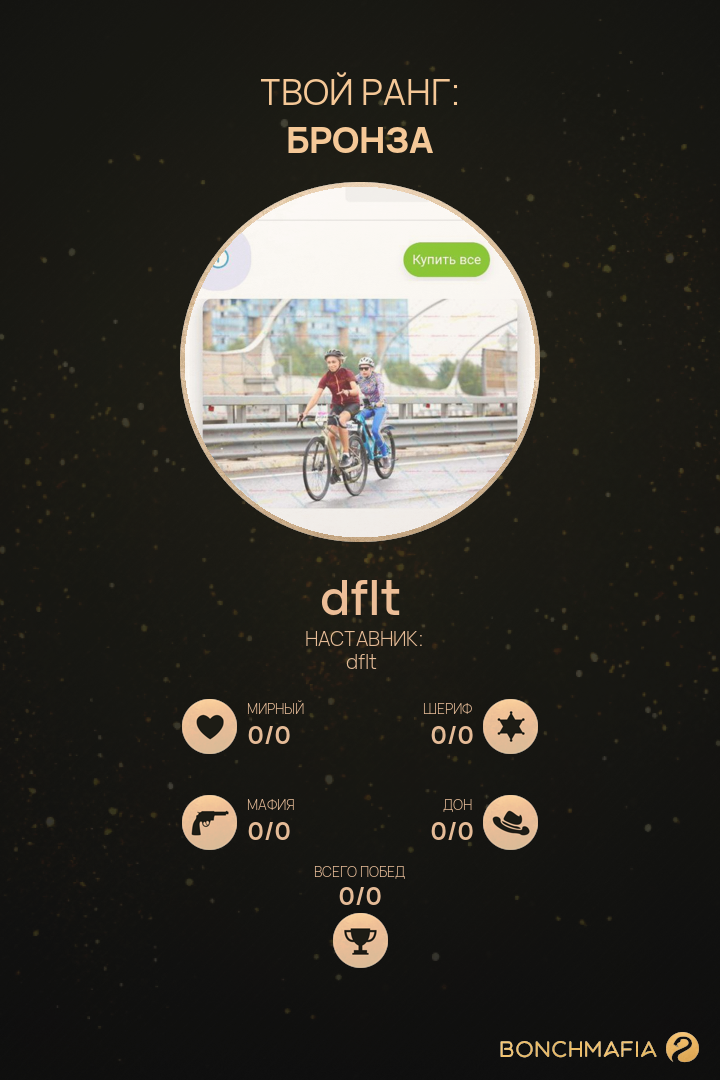 ТВОЙ РАНГ:
БРОНЗА
Купить все
dflt
НАСТАВНИК:
dflt
МИРНЫЙ
0/0
ШЕРИФ
0/0
МАФИЯ
0/0
ДОН
0/0
ВСЕГО ПОБЕД
0/0
BONCHMAFIA